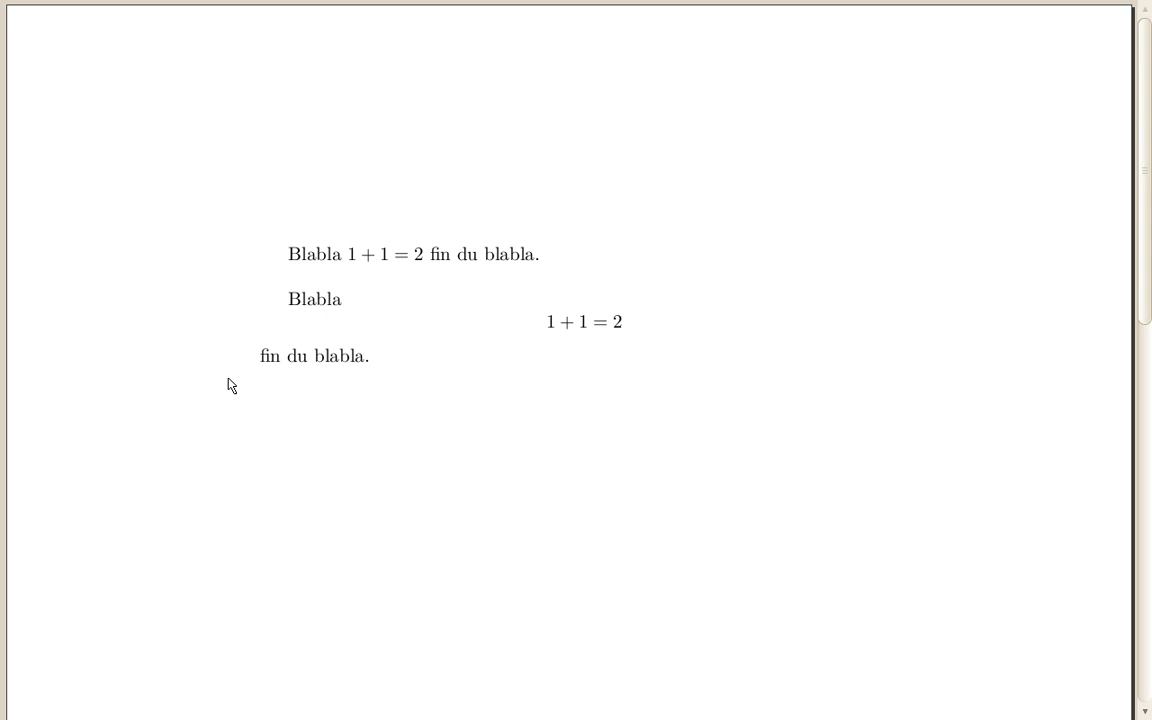 Blabla 1 + 1 = 2 fin du blabla.
Blabla
1 + 1 = 2
fin du blabla.